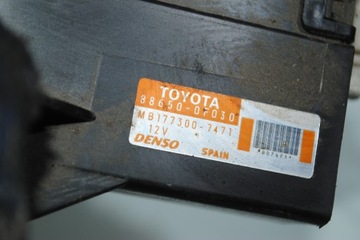 TOYOTA
88650-0F030
MB177300-7471
12V
DENSO
SPAIN